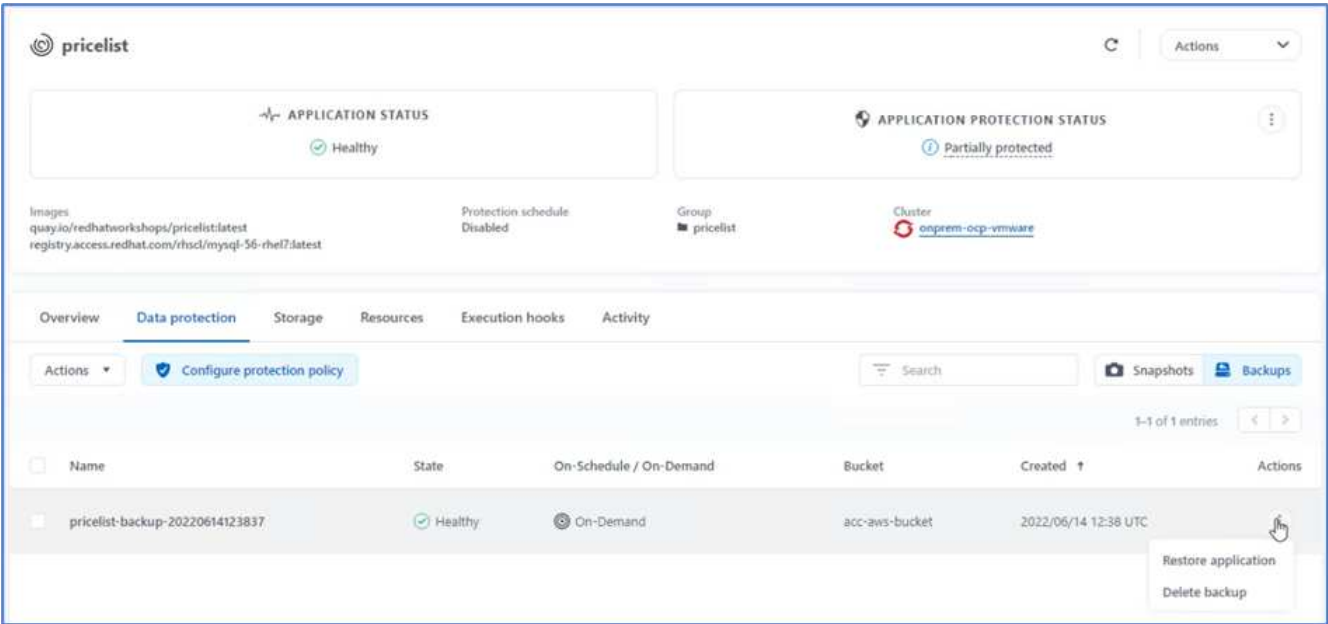 pricelist
Actions
APPLICATION STATUS
Healthy
APPLICATION PROTECTION STATUS
Partially protected
Images
quay.io/redhatworkshops/pricelist:latest
registry.access.redhat.com/rhscl/mysql-56-rhel7:latest
Protection schedule
Disabled
Group
pricelist
Cluster
onprem-ocp-vmware
Overview Data protection Storage Resources Execution hooks Activity
Actions Configure protection policy Search Snapshots Backups
1-1 of 1 entries
Name State On-Schedule / On-Demand Bucket Created Actions
pricelist-backup-20220614123837 Healthy On-Demand acc-aws-bucket 2022/06/14 12:38 UTC
Restore application
Delete backup